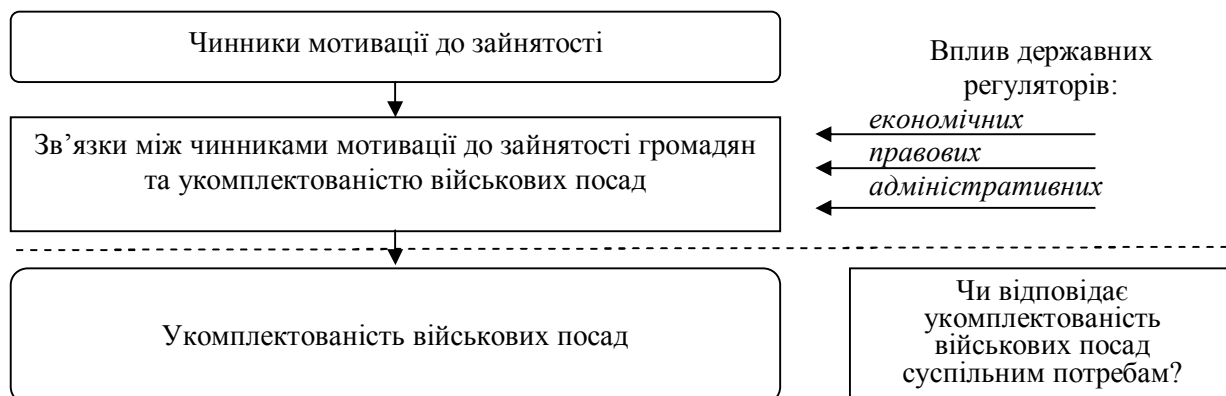 Чинники мотивації до зайнятості
Вплив державних
регуляторів:
економічних
правових
адміністративних
Зв’язки між чинниками мотивації до зайнятості громадян
та укомплектованістю військових посад
Укомплектованість військових посад
Чи відповідає
укомплектованість
військових посад
суспільним потребам?